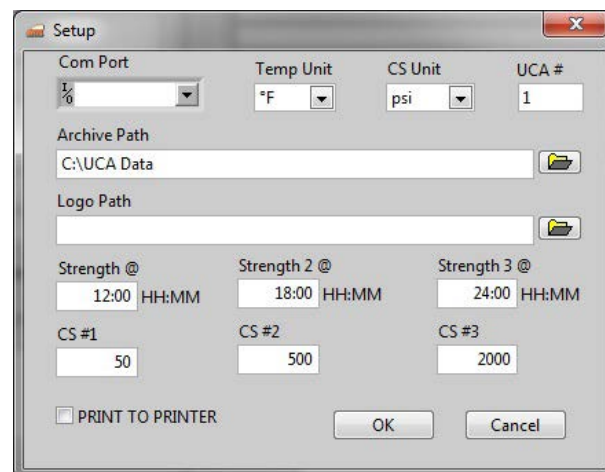 Setup
Com Port Temp Unit CS Unit UCA #
I/O °F psi 1
Archive Path
C:\UCA Data
Logo Path
Strength @ Strength 2 @ Strength 3 @
12:00 HH:MM 18:00 HH:MM 24:00 HH:MM
CS #1 CS #2 CS #3
50 500 2000
PRINT TO PRINTER OK Cancel